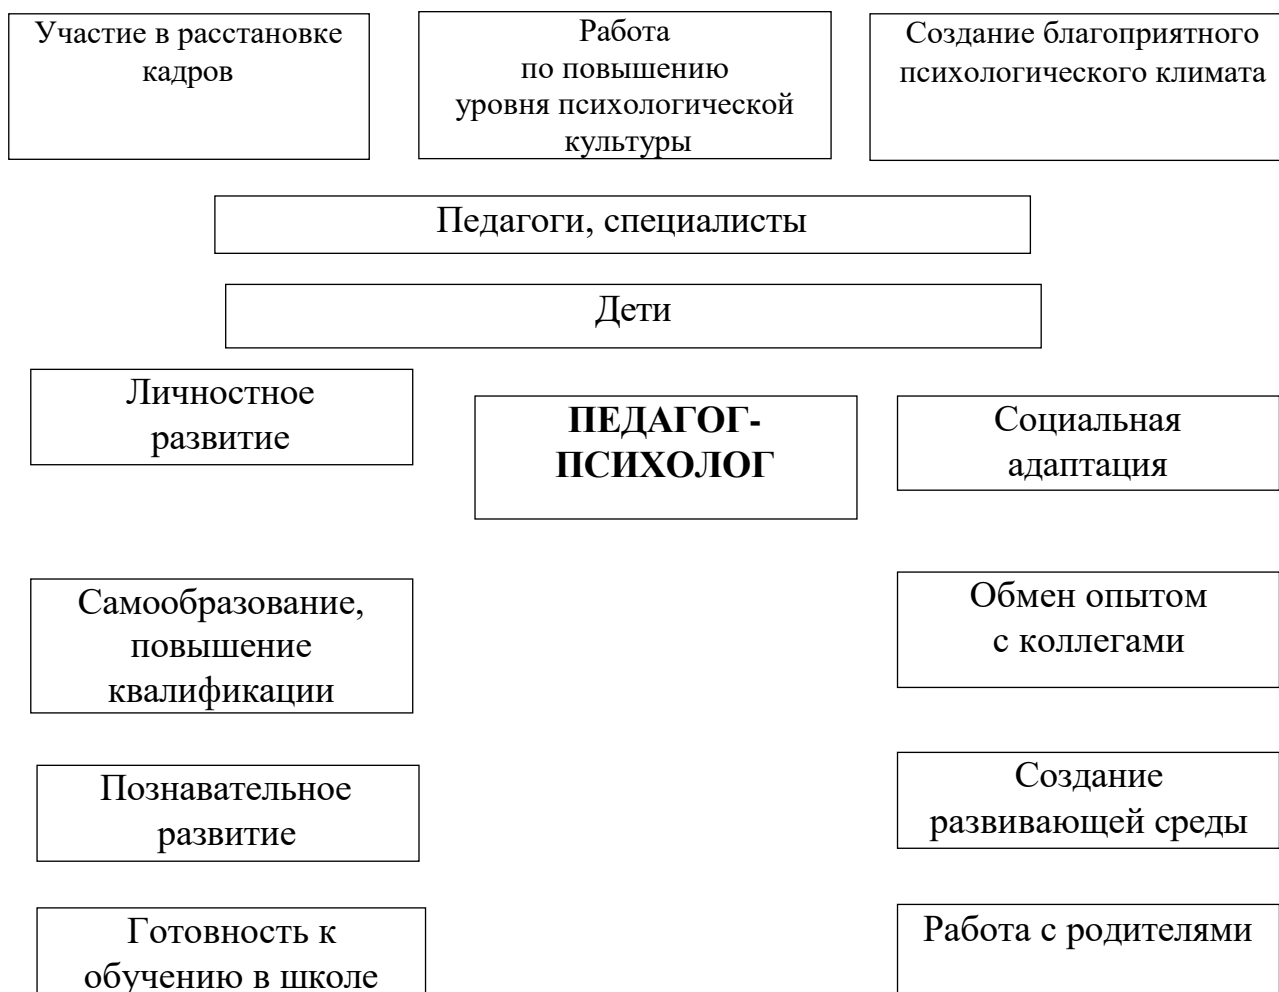 Участие в расстановке
кадров
Работа
по повышению
уровня психологической
культуры
Создание благоприятного
психологического климата
Педагоги, специалисты
Дети
Личностное
развитие
ПЕДАГОГ-
ПСИХОЛОГ
Социальная
адаптация
Самообразование,
повышение
квалификации
Обмен опытом
с коллегами
Познавательное
развитие
Создание
развивающей среды
Готовность к
обучению в школе
Работа с родителями